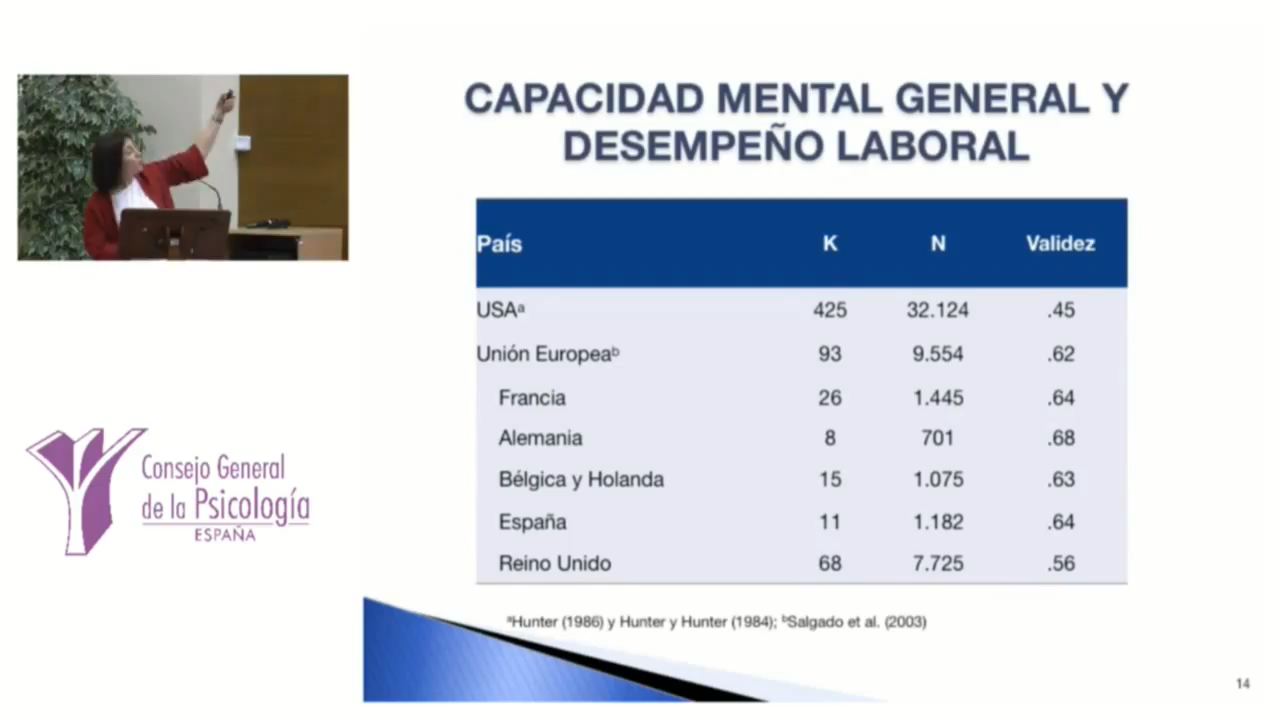 CAPACIDAD MENTAL GENERAL Y
DESEMPEÑO LABORAL
País K N Validez
USAᵃ 425 32.124 .45
Unión Europeaᵇ 93 9.554 .62
Francia 26 1.445 .64
Alemania 8 701 .68
Bélgica y Holanda 15 1.075 .63
España 11 1.182 .64
Reino Unido 68 7.725 .56
ᵃHunter (1986) y Hunter y Hunter (1984); ᵇSalgado et al. (2003)
14
Consejo General
de la Psicología
ESPAÑA